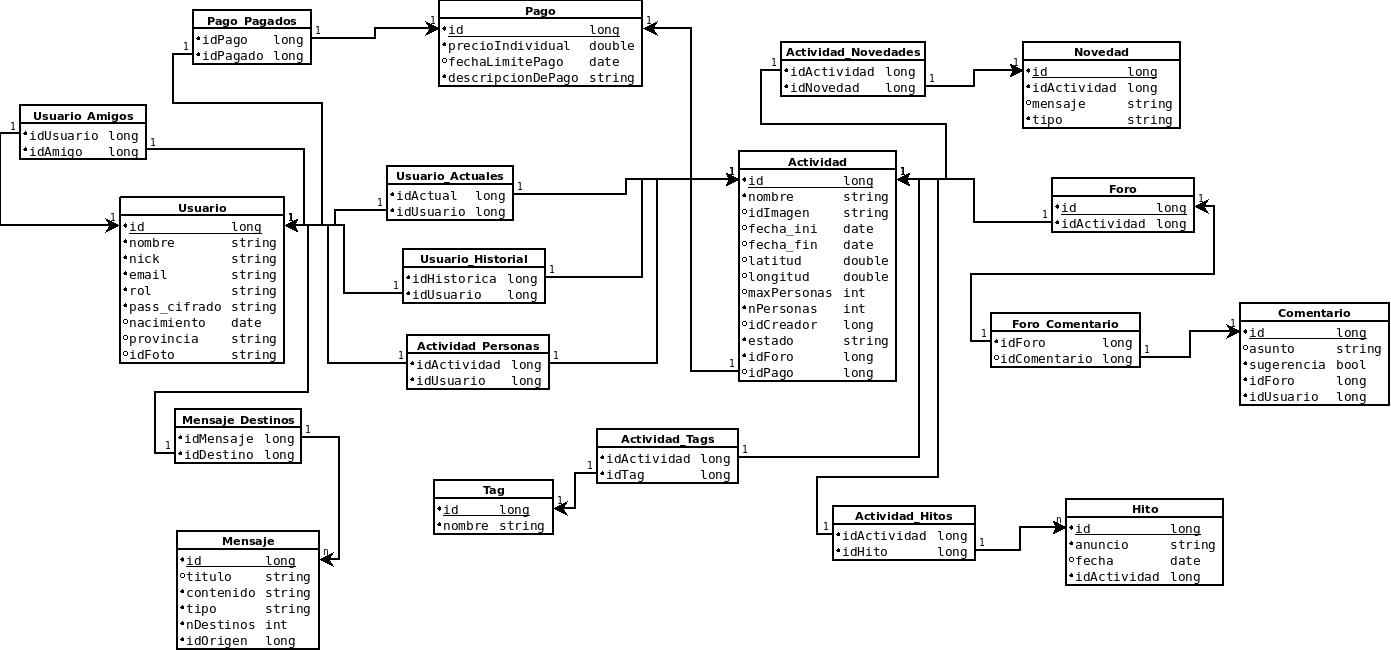 Pago_Pagados
idPago long
idPagado long
1
1
Pago
id long
precioIndividual double
fechaLimitePago date
descripcionDePago string
1
1
Actividad_Novedades
idActividad long
idNovedad long
1
1
Novedad
id long
idActividad long
mensaje string
tipo string
1
Usuario_Amigos
idUsuario long
idAmigo long
1
1
Usuario
id long
nombre string
nick string
email string
rol string
pass_cifrado string
nacimiento date
provincia string
idFoto string
1
1
Usuario_Actuales
idActual long
idUsuario long
1
1
Usuario_Historial
idHistorica long
idUsuario long
1
1
Actividad_Personas
idActividad long
idUsuario long
1
1
Actividad
id long
nombre string
idImagen string
fecha_ini date
fecha_fin date
latitud double
longitud double
maxPersonas int
nPersonas int
idCreador long
estado string
idForo long
idPago long
1
1
1
Foro
id long
idActividad long
1
1
Foro_Comentario
idForo long
idComentario long
1
1
Comentario
id long
asunto string
sugerencia bool
idForo long
idUsuario long
1
Mensaje_Destinos
idMensaje long
idDestino long
1
1
Mensaje
id long
titulo string
contenido string
tipo string
nDestinos int
idOrigen long
n
Actividad_Tags
idActividad long
idTag long
1
1
Tag
id long
nombre string
1
Actividad_Hitos
idActividad long
idHito long
1
1
Hito
id long
anuncio string
fecha date
idActividad long
n